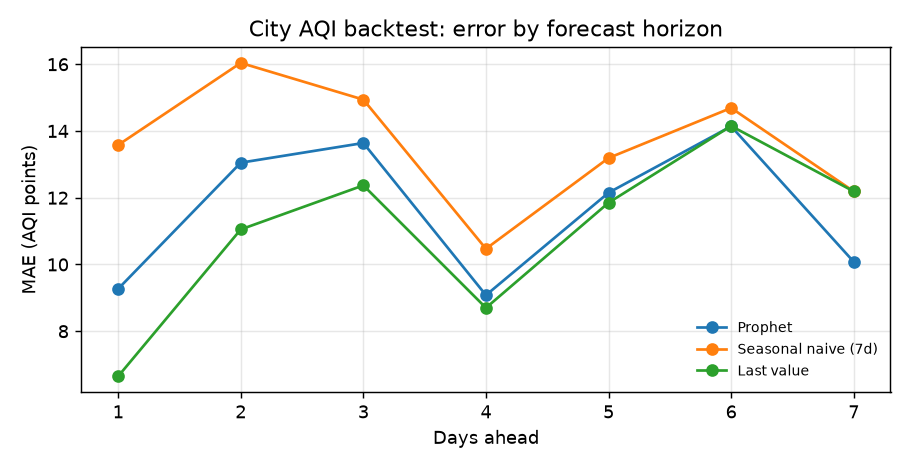 City AQI backtest: error by forecast horizon
MAE (AQI points)
16
14
12
10
8
Prophet
Seasonal naive (7d)
Last value
1 2 3 4 5 6 7
Days ahead